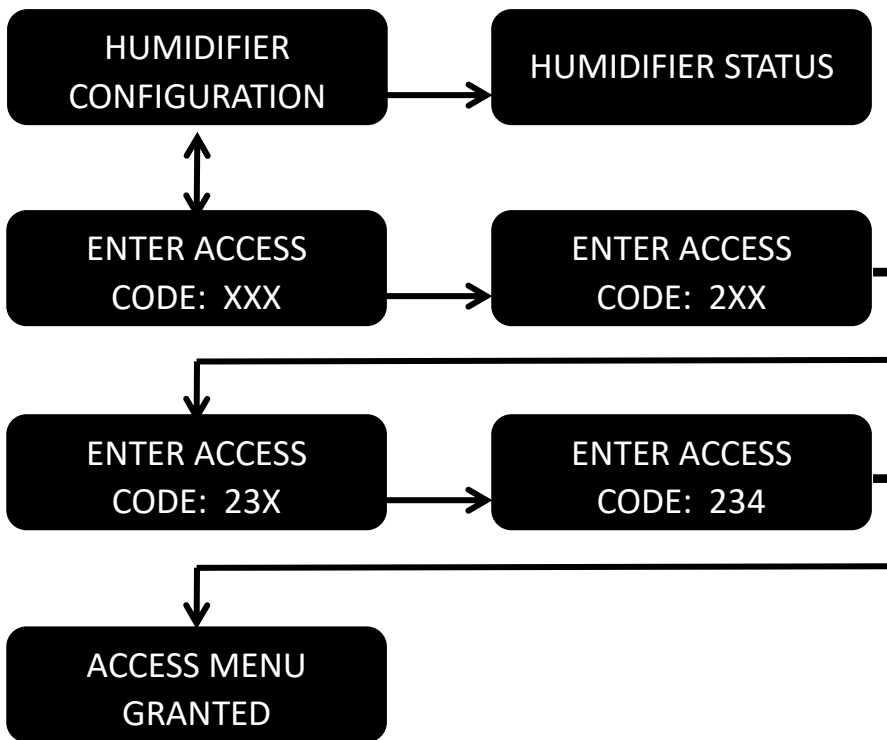 HUMIDIFIER
CONFIGURATION
HUMIDIFIER STATUS
ENTER ACCESS
CODE: XXX
ENTER ACCESS
CODE: 2XX
ENTER ACCESS
CODE: 23X
ENTER ACCESS
CODE: 234
ACCESS MENU
GRANTED